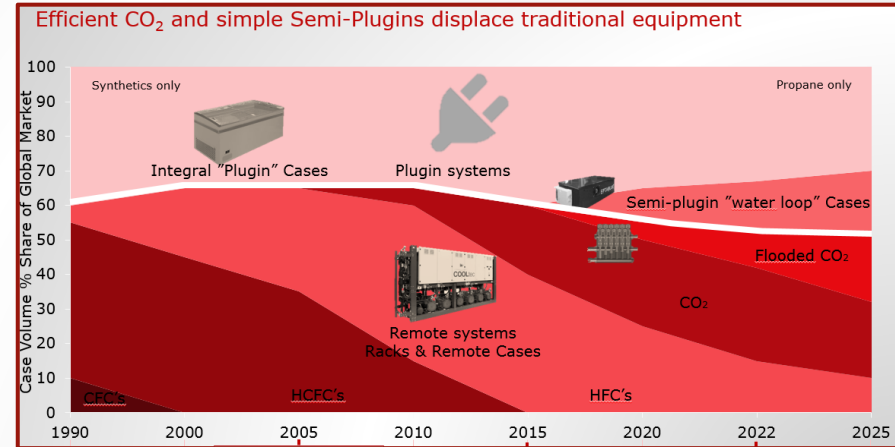 Efficient CO₂ and simple Semi-Plugins displace traditional equipment
Case Volume % Share of Global Market
100
90
80
70
60
50
40
30
20
10
0
Synthetics only
Propane only
Integral "Plugin" Cases
Plugin systems
Semi-plugin "water loop" Cases
Flooded CO₂
CO₂
COOL
Remote systems
Racks & Remote Cases
CFC's
HCFC's
HFC's
1990
2000
2005
2010
2015
2020
2022
2025